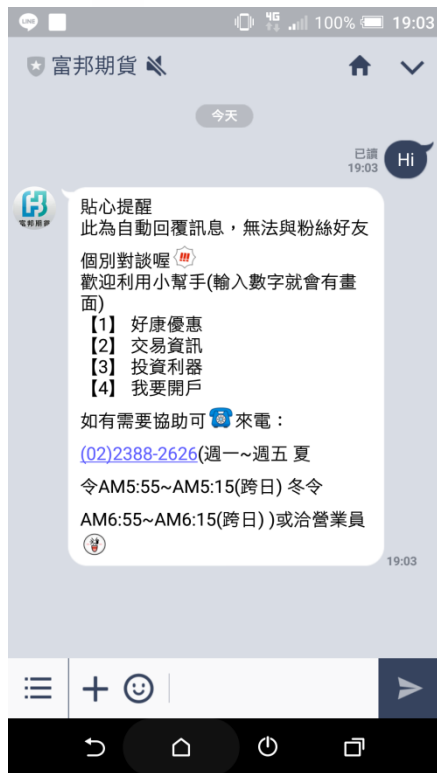 LINE
4G
100%
19:03
富邦期貨
今天
已讀
19:03
Hi
富邦期貨
貼心提醒
此為自動回覆訊息，無法與粉絲好友
個別對談喔
歡迎利用小幫手(輸入數字就會有畫
面)
【1】 好康優惠
【2】 交易資訊
【3】 投資利器
【4】 我要開戶
如有需要協助可 來電：
(02)2388-2626(週一~週五 夏
令AM5:55~AM5:15(跨日) 冬令
AM6:55~AM6:15(跨日) )或洽營業員
19:03